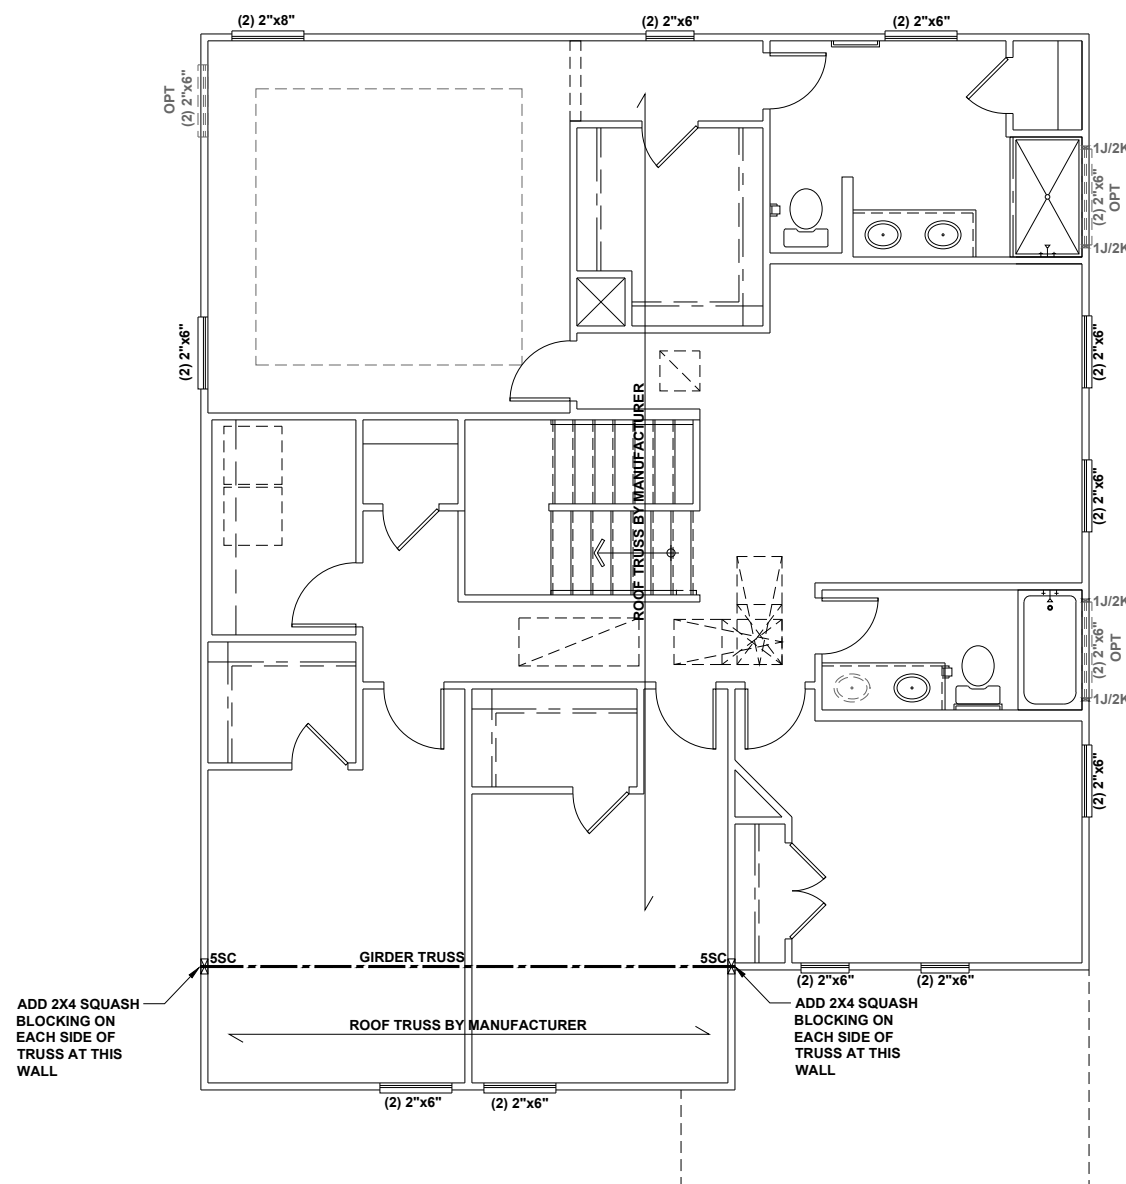 (2) 2"x8"
(2) 2"x6"
(2) 2"x6"
OPT
(2) 2"x6"
1J/2K
(2) 2"x6"
OPT
1J/2K
(2) 2"x6"
(2) 2"x6"
ROOF TRUSS BY MANUFACTURER
(2) 2"x6"
1J/2K
(2) 2"x6"
OPT
1J/2K
(2) 2"x6"
5SC
GIRDER TRUSS
5SC
(2) 2"x6"
(2) 2"x6"
ADD 2X4 SQUASH
BLOCKING ON
EACH SIDE OF
TRUSS AT THIS
WALL
ROOF TRUSS BY MANUFACTURER
ADD 2X4 SQUASH
BLOCKING ON
EACH SIDE OF
TRUSS AT THIS
WALL
(2) 2"x6"
(2) 2"x6"